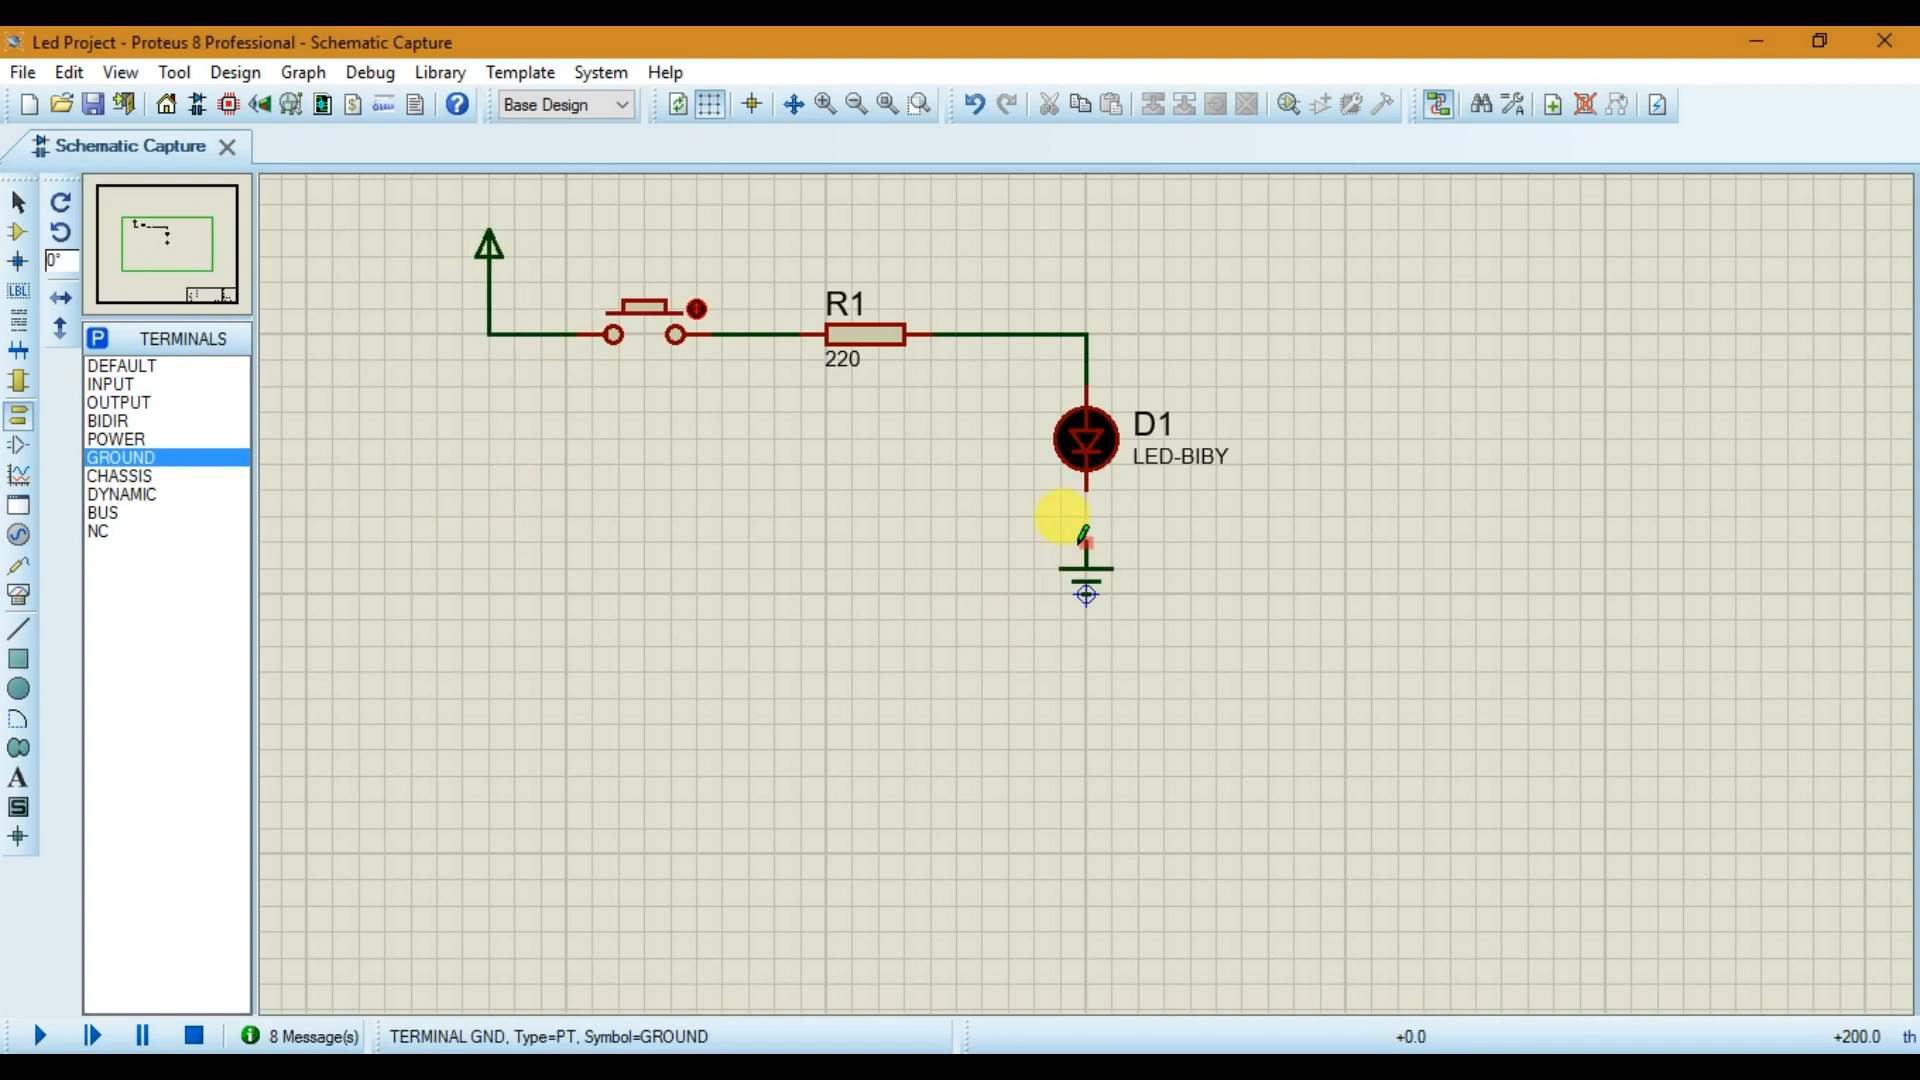 Led Project - Proteus 8 Professional - Schematic Capture
File Edit View Tool Design Graph Debug Library Template System Help
Base Design
Schematic Capture
0°
LBL
P TERMINALS
DEFAULT
INPUT
OUTPUT
BIDIR
POWER
GROUND
CHASSIS
DYNAMIC
BUS
NC
A
S
R1
220
D1
LED-BIBY
8 Message(s)
TERMINAL GND, Type=PT, Symbol=GROUND
+0.0
+200.0
th